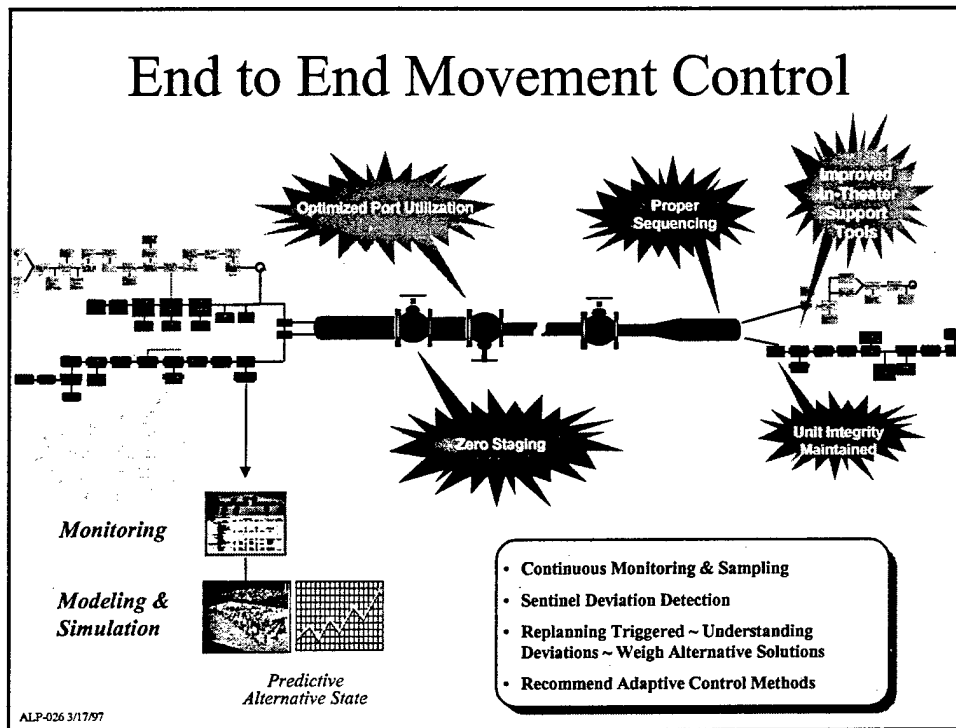 End to End Movement Control
Optimized Port Utilization
Proper
Sequencing
Improved
In-Theater
Support
Tools
Zero Staging
Unit Integrity
Maintained
Monitoring
Modeling &
Simulation
Predictive
Alternative State
• Continuous Monitoring & Sampling
• Sentinel Deviation Detection
• Replanning Triggered ~ Understanding
Deviations ~ Weigh Alternative Solutions
• Recommend Adaptive Control Methods
ALP-026 3/17/97